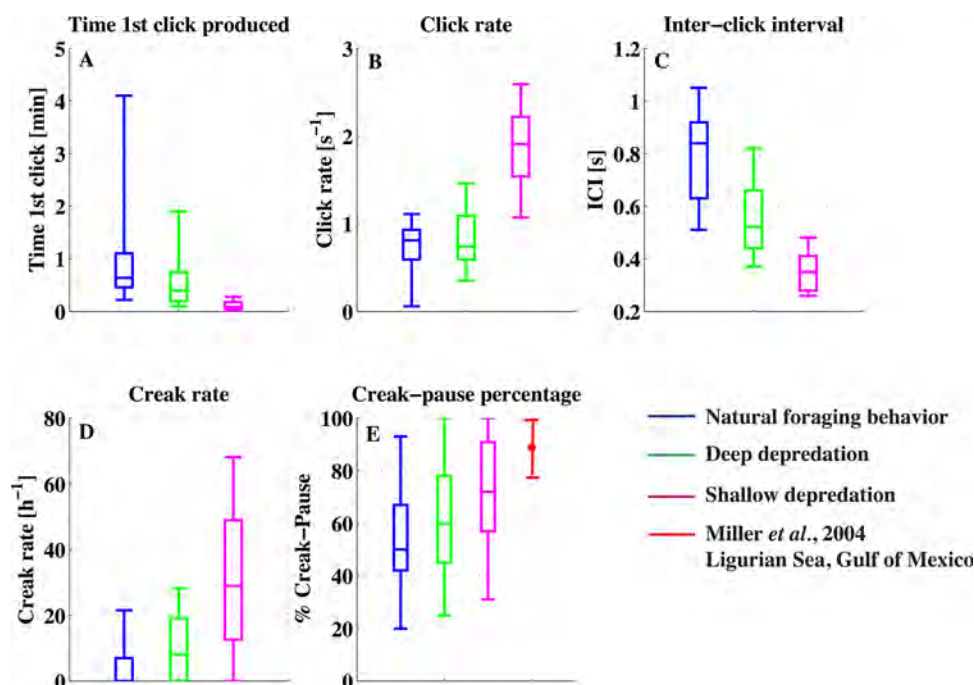 Time 1st click produced
A
Time 1st click [min]
5
4
3
2
1
0
Click rate
B
Click rate [s⁻¹]
3
2
1
0
Inter−click interval
C
ICI [s]
1.2
1
0.8
0.6
0.4
0.2
Creak rate
D
Creak rate [h⁻¹]
80
60
40
20
0
Creak−pause percentage
E
% Creak−Pause
100
80
60
40
20
0
Natural foraging behavior
Deep depredation
Shallow depredation
Miller et al., 2004
Ligurian Sea, Gulf of Mexico